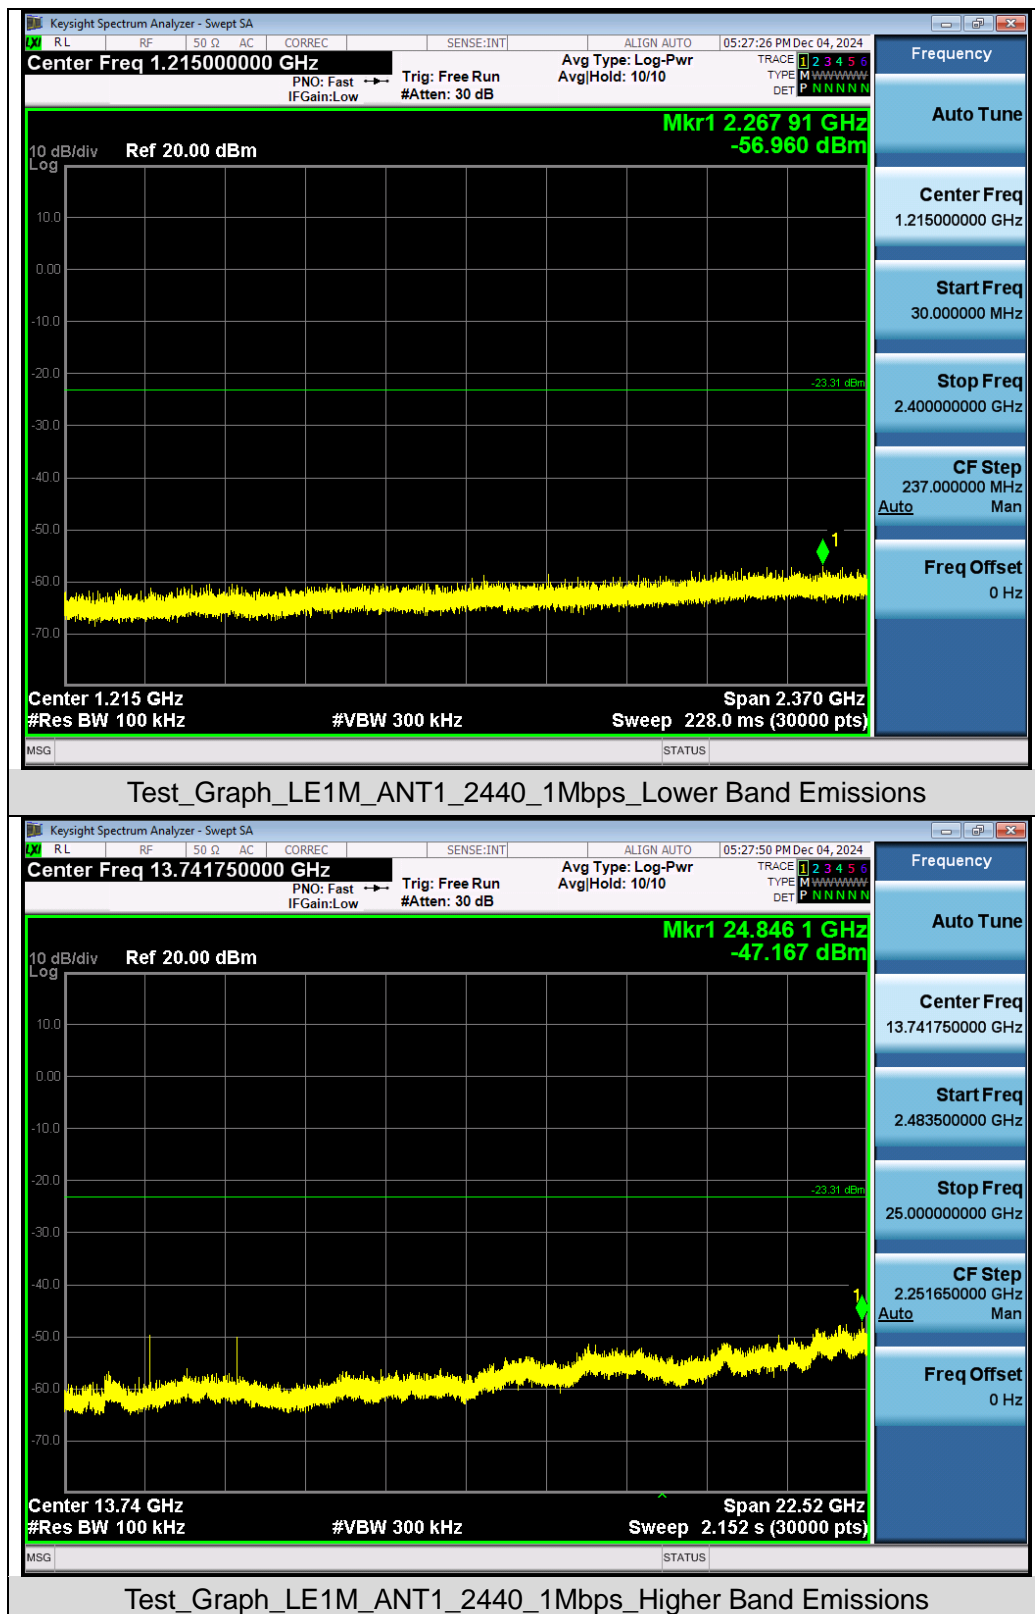 Keysight Spectrum Analyzer - Swept SA
LXI RL RF 50 Ω AC CORREC SENSE:INT ALIGN AUTO 05:27:26 PM Dec 04, 2024
Center Freq 1.215000000 GHz
PNO: Fast
IFGain:Low
Trig: Free Run
#Atten: 30 dB
Avg Type: Log-Pwr
Avg|Hold: 10/10
TRACE 1 2 3 4 5 6
TYPE M WWWWW
DET P N N N N N
Mkr1 2.267 91 GHz
-56.960 dBm
10 dB/div Ref 20.00 dBm
Log
10.0
0.00
-10.0
-20.0
-23.31 dBm
-30.0
-40.0
-50.0
1
-60.0
-70.0
Center 1.215 GHz Span 2.370 GHz
#Res BW 100 kHz #VBW 300 kHz Sweep 228.0 ms (30000 pts)
MSG STATUS
Frequency
Auto Tune
Center Freq
1.215000000 GHz
Start Freq
30.000000 MHz
Stop Freq
2.400000000 GHz
CF Step
237.000000 MHz
Auto Man
Freq Offset
0 Hz
Test_Graph_LE1M_ANT1_2440_1Mbps_Lower Band Emissions
Keysight Spectrum Analyzer - Swept SA
LXI RL RF 50 Ω AC CORREC SENSE:INT ALIGN AUTO 05:27:50 PM Dec 04, 2024
Center Freq 13.741750000 GHz
PNO: Fast
IFGain:Low
Trig: Free Run
#Atten: 30 dB
Avg Type: Log-Pwr
Avg|Hold: 10/10
TRACE 1 2 3 4 5 6
TYPE M WWWWW
DET P N N N N N
Mkr1 24.846 1 GHz
-47.167 dBm
10 dB/div Ref 20.00 dBm
Log
10.0
0.00
-10.0
-20.0
-23.31 dBm
-30.0
-40.0
1
-50.0
-60.0
-70.0
Center 13.74 GHz Span 22.52 GHz
#Res BW 100 kHz #VBW 300 kHz Sweep 2.152 s (30000 pts)
MSG STATUS
Frequency
Auto Tune
Center Freq
13.741750000 GHz
Start Freq
2.483500000 GHz
Stop Freq
25.000000000 GHz
CF Step
2.251650000 GHz
Auto Man
Freq Offset
0 Hz
Test_Graph_LE1M_ANT1_2440_1Mbps_Higher Band Emissions